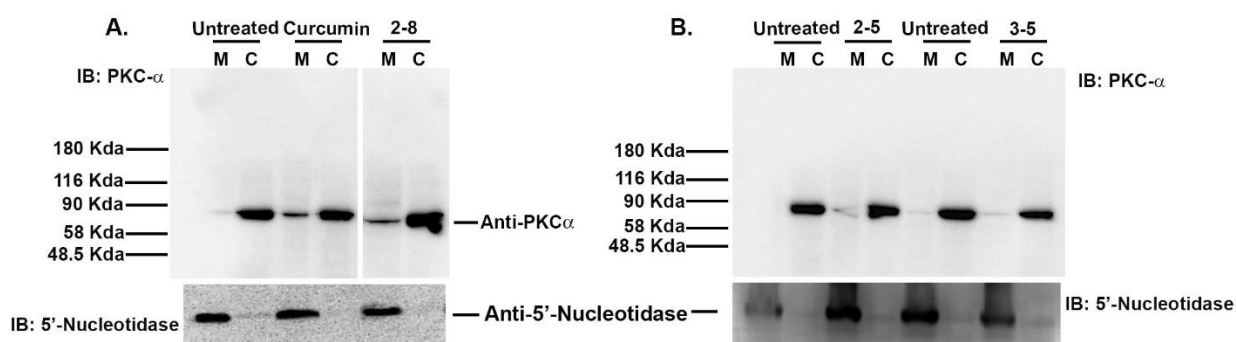 A.
Untreated Curcumin 2-8
M C M C M C
IB: PKC-α
180 Kda
116 Kda
90 Kda
58 Kda
48.5 Kda
Anti-PKCα
IB: 5'-Nucleotidase
Anti-5'-Nucleotidase
B.
Untreated 2-5 Untreated 3-5
M C M C M C M C
IB: PKC-α
180 Kda
116 Kda
90 Kda
58 Kda
48.5 Kda
IB: 5'-Nucleotidase